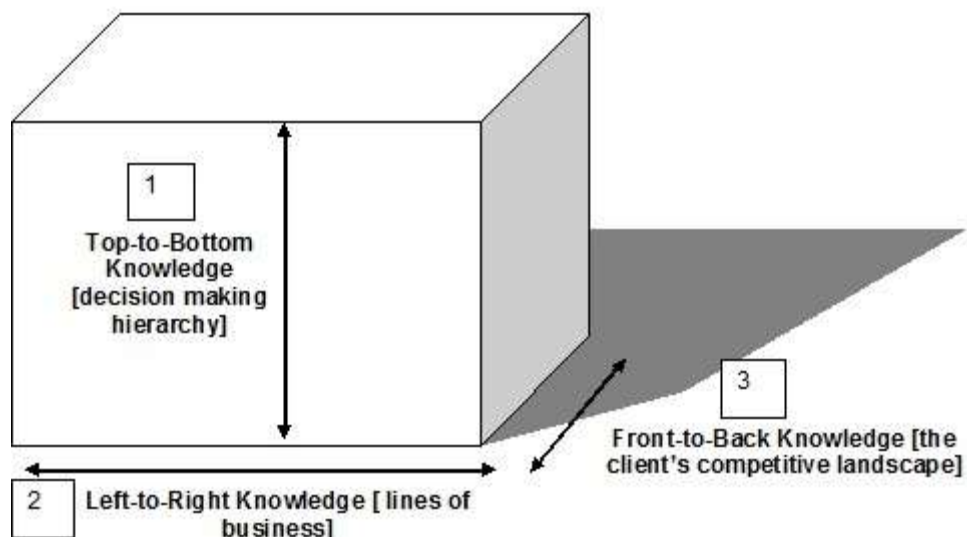 1
Top-to-Bottom
Knowledge
[decision making
hierarchy]
3
Front-to-Back Knowledge [the
client's competitive landscape]
2
Left-to-Right Knowledge [ lines of
business]